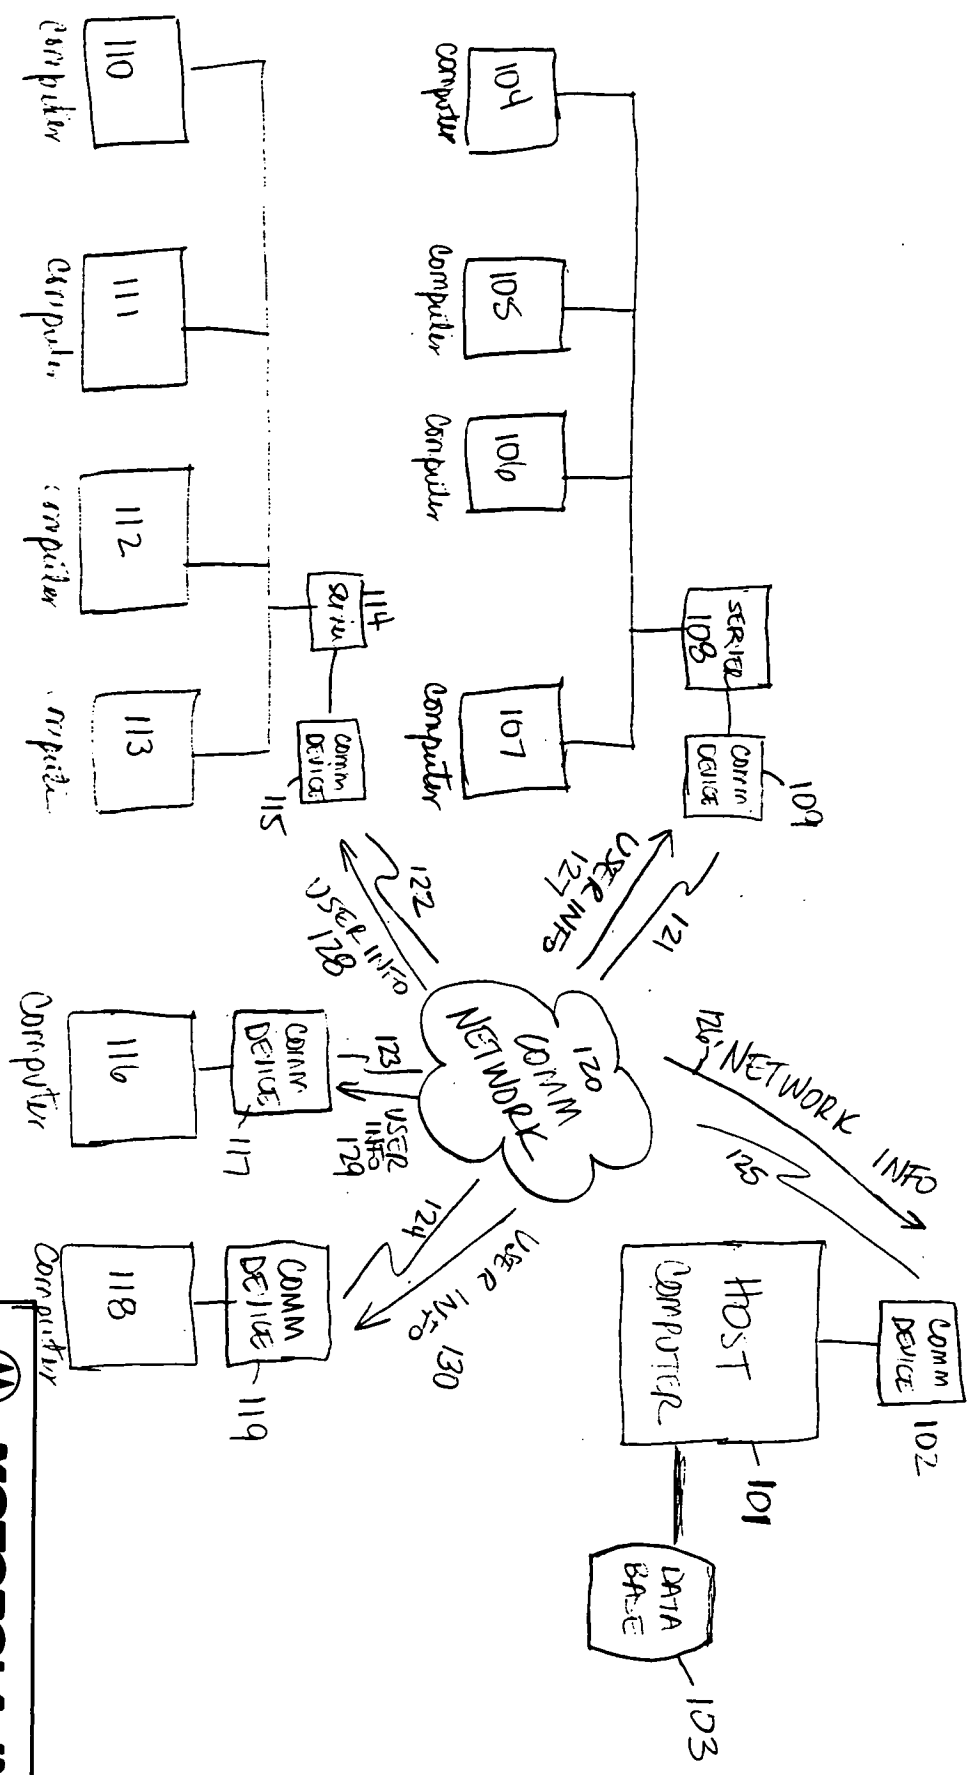 COMM
DEVICE
102
HOST
COMPUTER
101
DATA
BASE
103
126
NETWORK INFO
125
SERVER
108
COMM
DEVICE
109
104
computer
105
Computer
106
Computer
107
Computer
USER INFO
127
121
120
COMM
NETWORK
114
COMM
DEVICE
115
110
Computer
111
Computer
112
113
122
USER INFO
128
123
USER
INFO
129
124
USER INFO 130
COMM
DEVICE
117
116
Computer
COMM
DEVICE
119
118
Computer